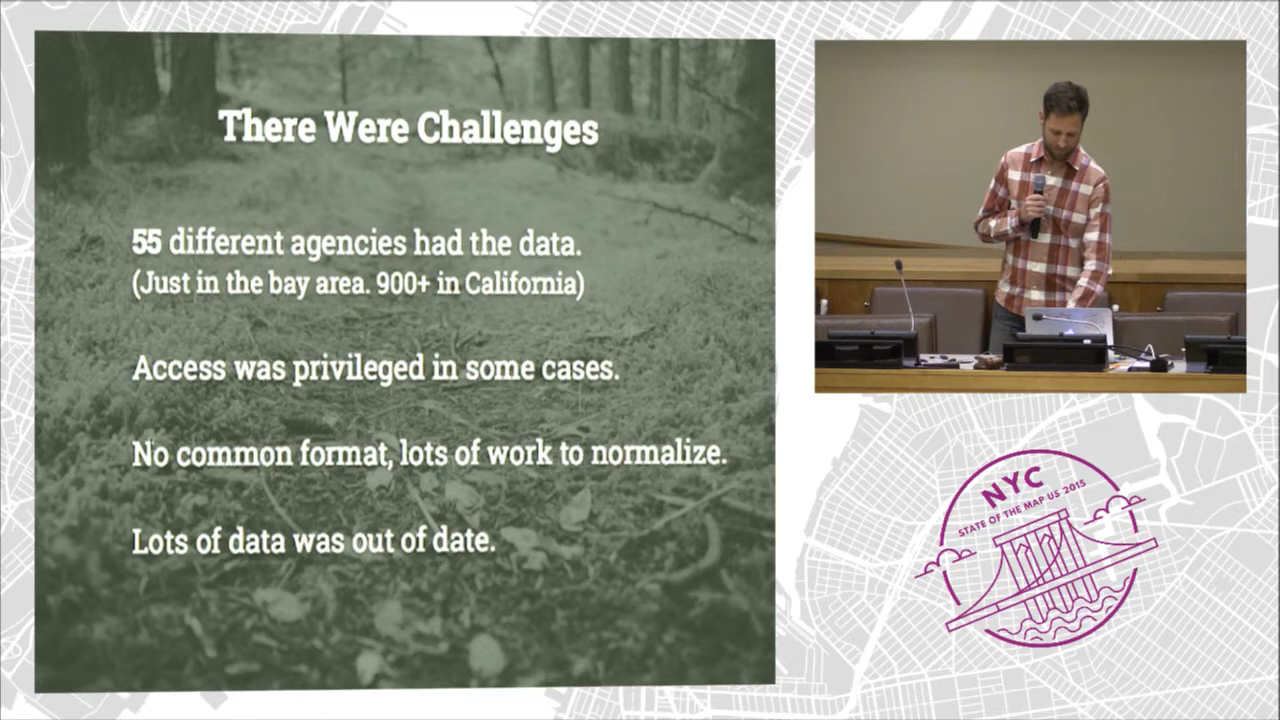 There Were Challenges
55 different agencies had the data.
(Just in the bay area. 900+ in California)
Access was privileged in some cases.
No common format, lots of work to normalize.
Lots of data was out of date.
NYC
STATE OF THE MAP US 2015